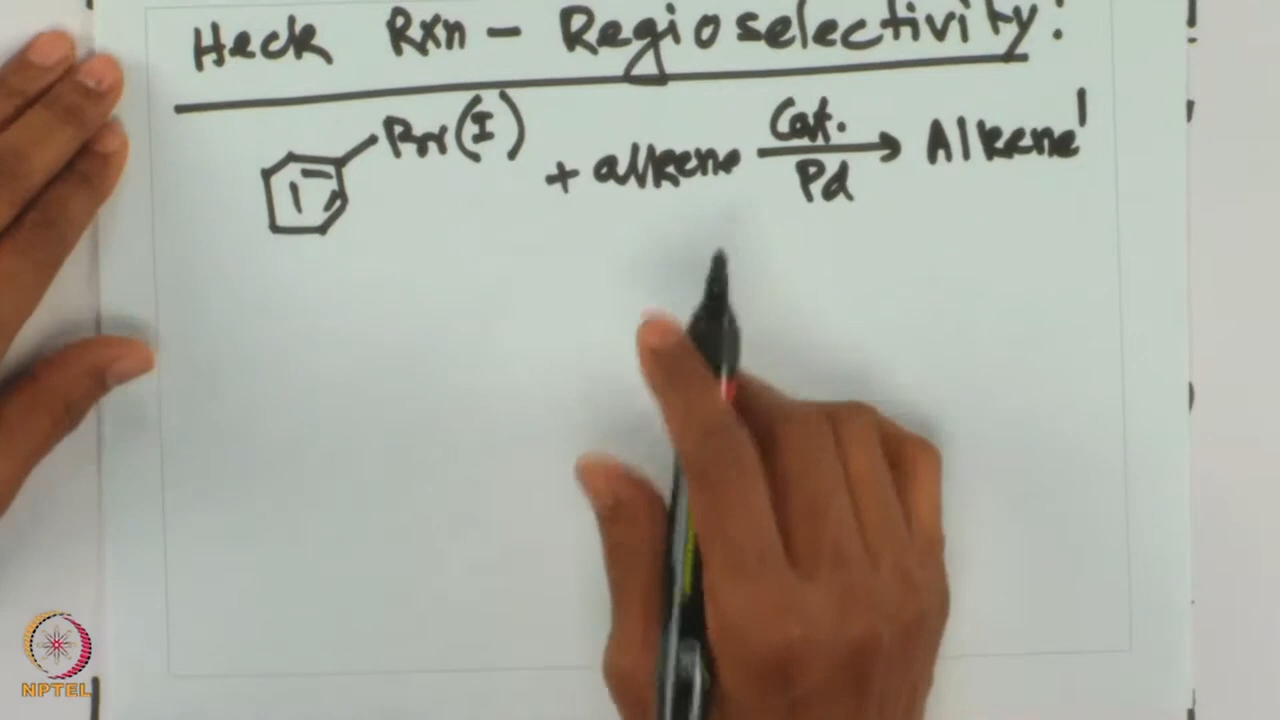 Heck Rxn - Regioselectivity:
Br(I) + alkene Cat. Pd → Alkene'
NPTEL